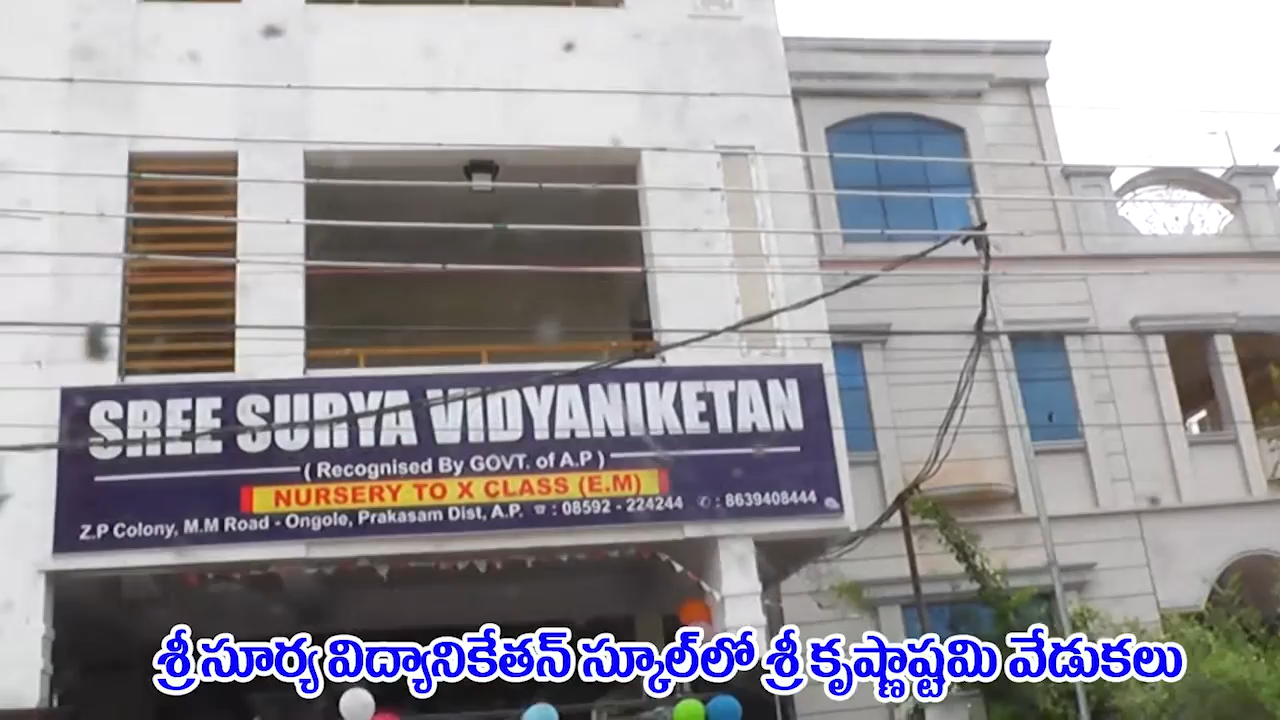 SREE SURYA VIDYANIKETAN
( Recognised By GOVT. of A.P )
NURSERY TO X CLASS (E.M)
Z.P Colony, M.M Road - Ongole, Prakasam Dist, A.P. ☎ : 08592 - 224244 ✆ : 8639408444
శ్రీ సూర్య విద్యానికేతన్ స్కూల్‌లో శ్రీ కృష్ణాష్టమి వేడుకలు